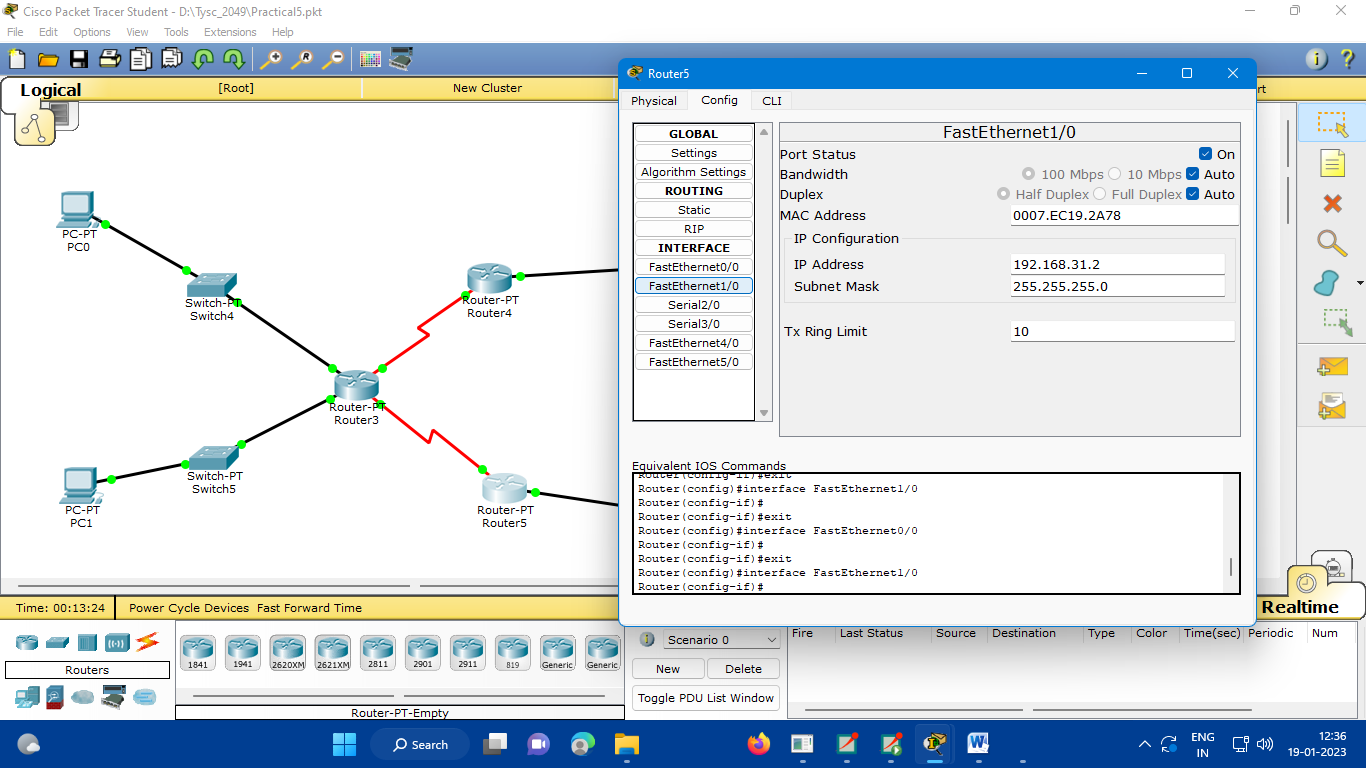 Cisco Packet Tracer Student - D:\Tysc_2049\Practical5.pkt
File Edit Options View Tools Extensions Help
Logical
[Root]
New Cluster
rt
PC-PT
PC0
Switch-PT
Switch4
Router-PT
Router4
Router-PT
Router3
Switch-PT
Switch5
PC-PT
PC1
Router-PT
Router5
Router5
Physical Config CLI
GLOBAL
Settings
Algorithm Settings
ROUTING
Static
RIP
INTERFACE
FastEthernet0/0
FastEthernet1/0
Serial2/0
Serial3/0
FastEthernet4/0
FastEthernet5/0
FastEthernet1/0
Port Status On
Bandwidth 100 Mbps 10 Mbps Auto
Duplex Half Duplex Full Duplex Auto
MAC Address 0007.EC19.2A78
IP Configuration
IP Address 192.168.31.2
Subnet Mask 255.255.255.0
Tx Ring Limit 10
Equivalent IOS Commands
Router(config-if)#exit
Router(config)#interface FastEthernet1/0
Router(config-if)#
Router(config-if)#exit
Router(config)#interface FastEthernet0/0
Router(config-if)#
Router(config-if)#exit
Router(config)#interface FastEthernet1/0
Router(config-if)#
Time: 00:13:24 Power Cycle Devices Fast Forward Time
Realtime
Routers
1841 1941 2620XM 2621XM 2811 2901 2911 819 Generic Generic
Router-PT-Empty
Scenario 0
New Delete
Toggle PDU List Window
Fire Last Status Source Destination Type Color Time(sec) Periodic Num
Search
ENG
IN
12:36
19-01-2023